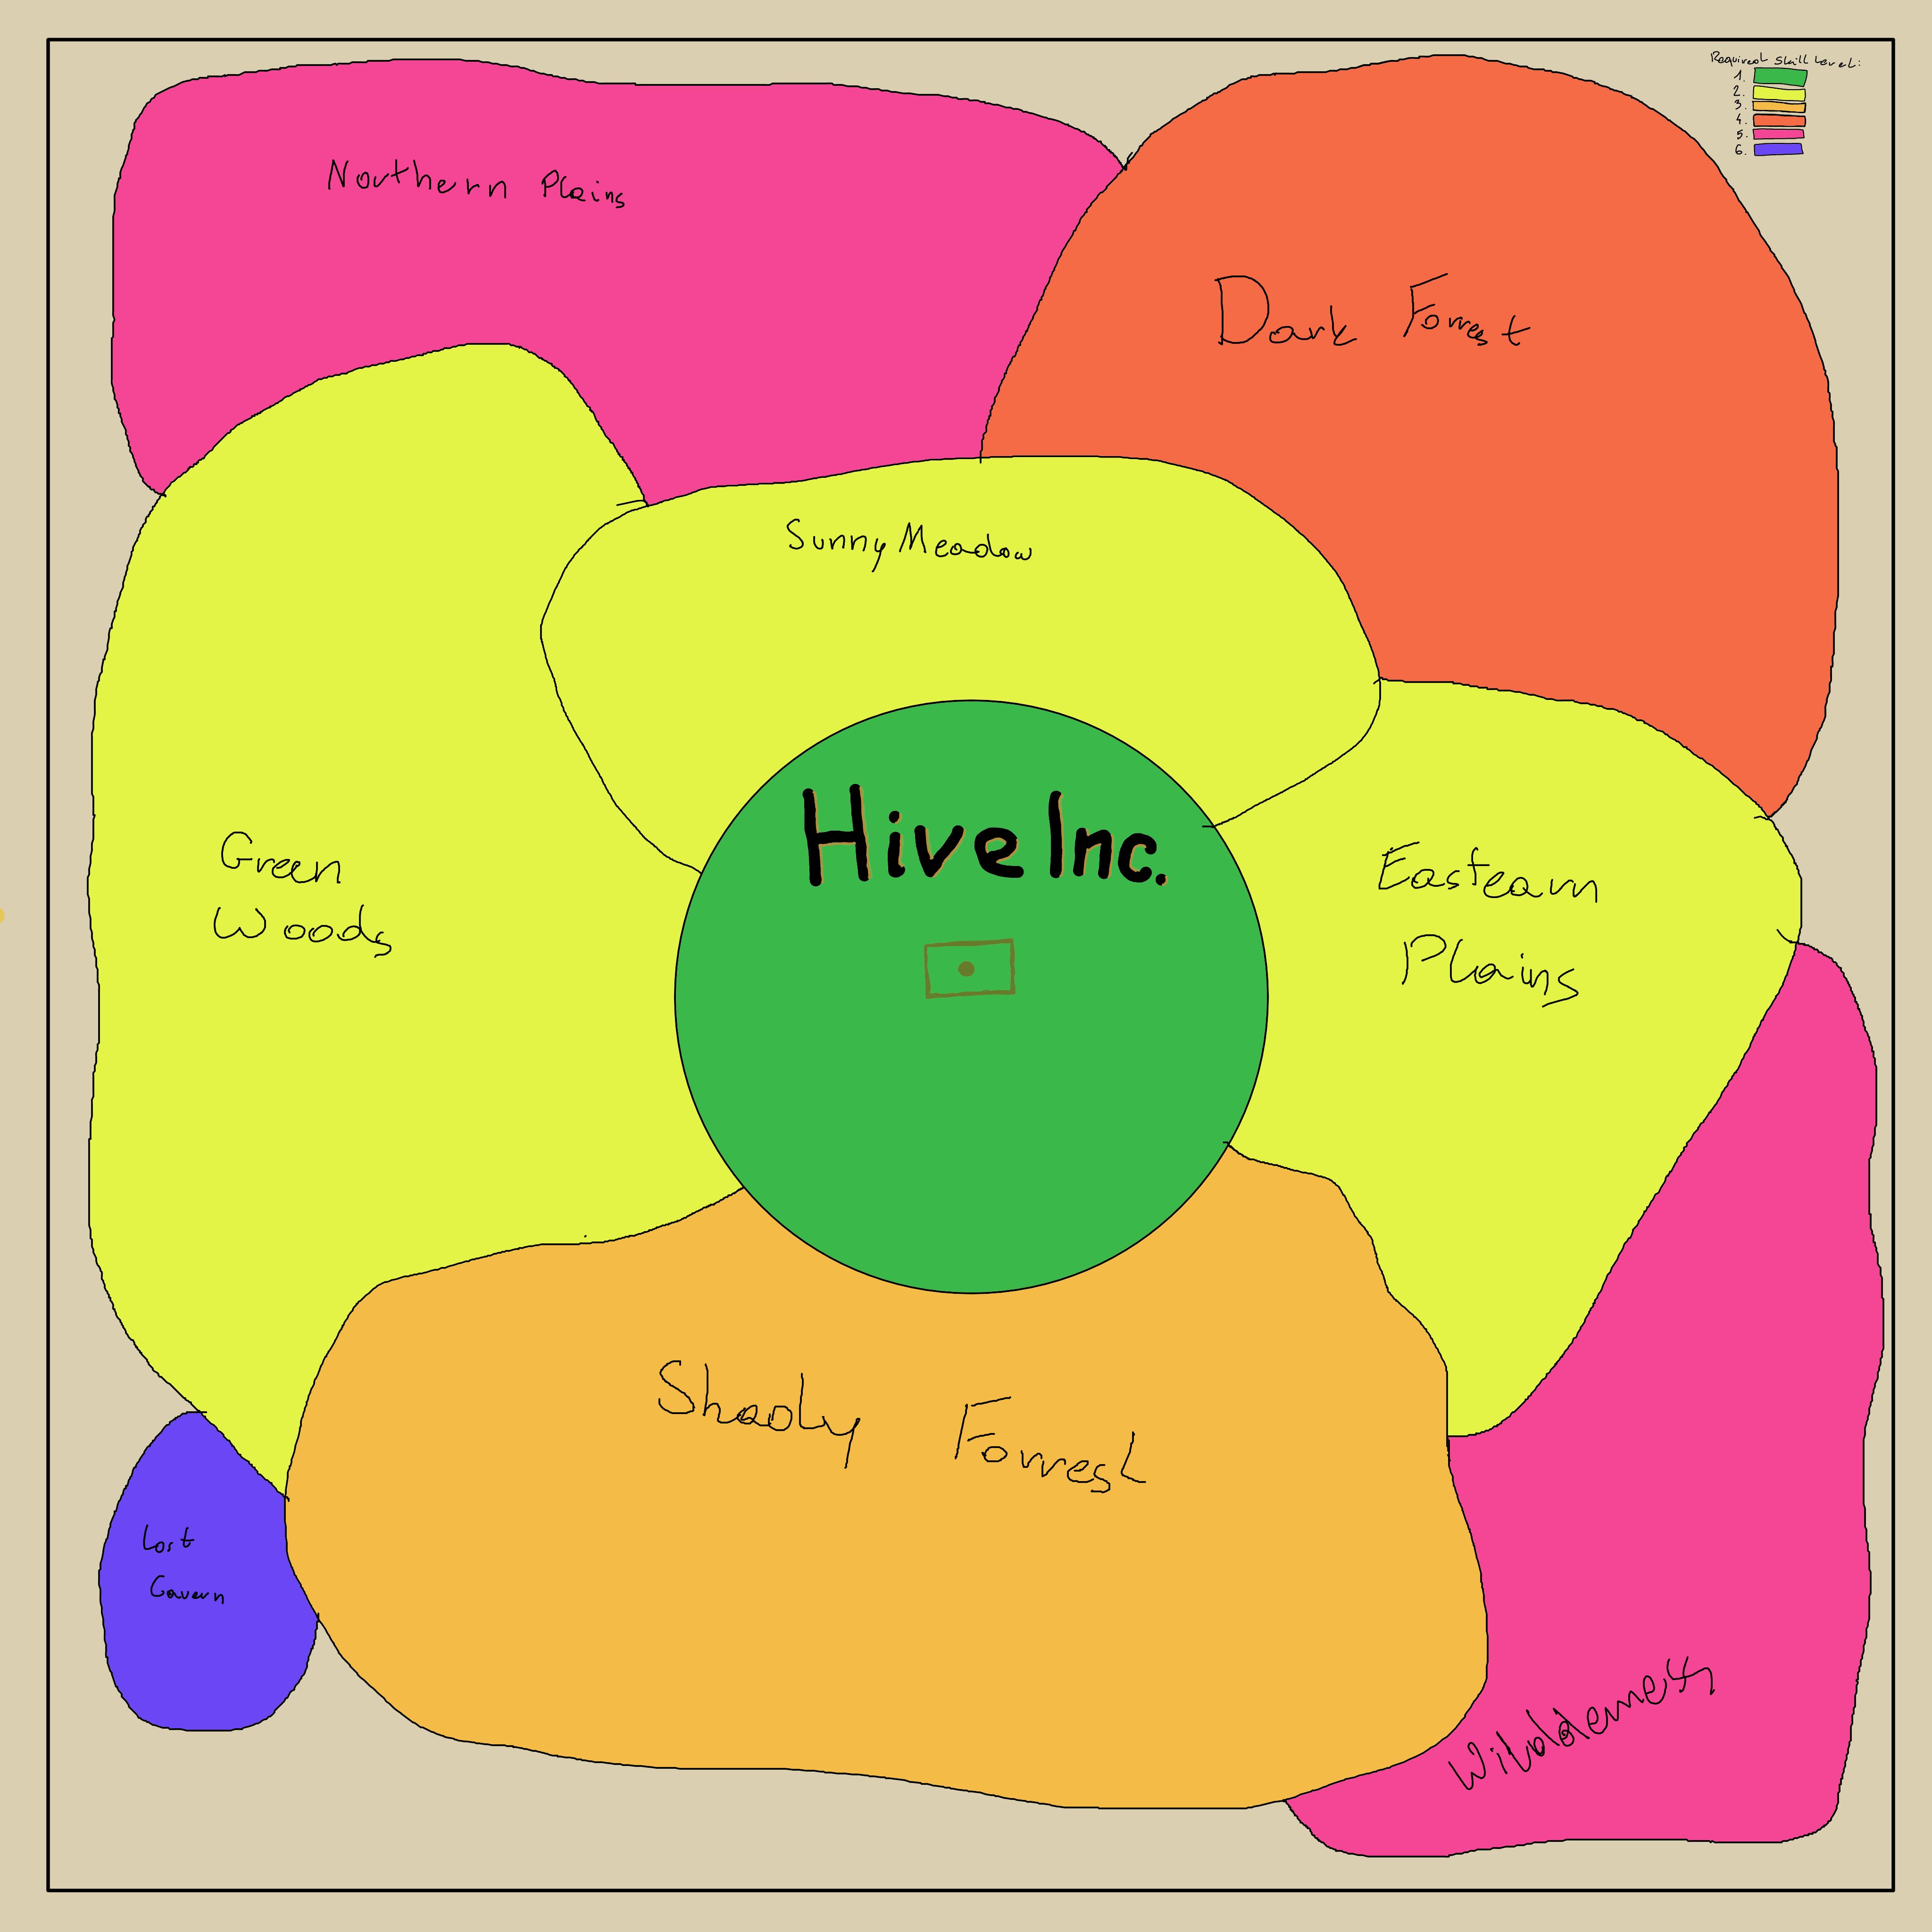 Required Skill Level:
1.
2.
3.
4.
5.
6.
Northern Plains
Dark Forrest
Sunny Meadow
Hive Inc.
Green
Woods
Eastearn
Plains
Shady Forrest
Lost
Cavern
Wilderness